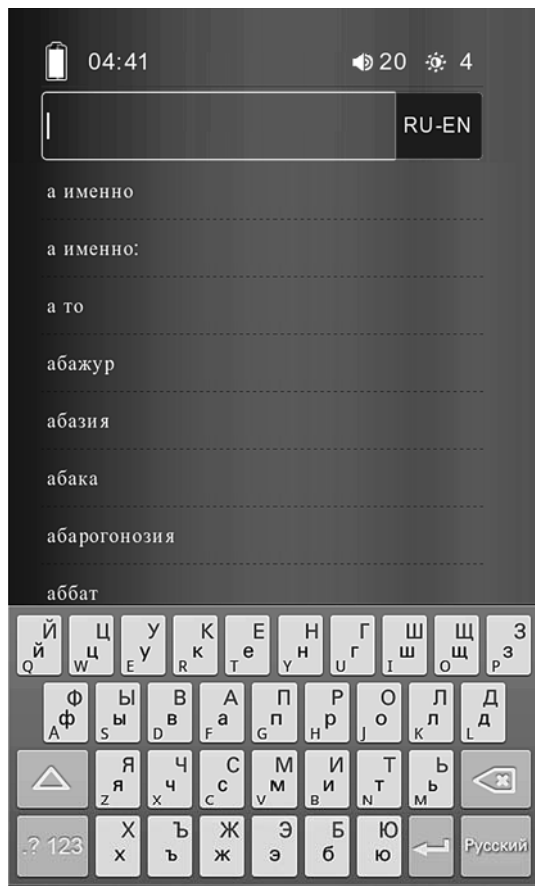 04:41 20 4
RU-EN
а именно
а именно:
а то
абажур
абазия
абака
абарогонозия
аббат
Й й Q Ц ц W У у E К к R Е е T Н н Y Г г U Ш ш I Щ щ O З з P
Ф ф A Ы ы S В в D А а F П п G Р р H О о J Л л K Д д L
Я я Z Ч ч X С с C М м V И и B Т т N Ь ь M
.? 123 Х х Ъ ъ Ж ж Э э Б б Ю ю Русский